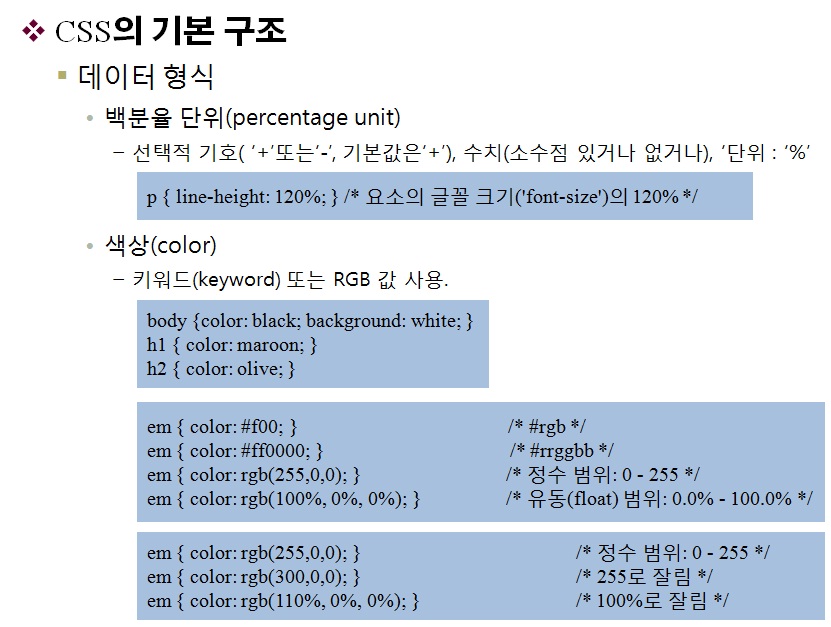 ❖ CSS의 기본 구조
▪ 데이터 형식
• 백분율 단위(percentage unit)
– 선택적 기호( ‘+’또는‘-‘, 기본값은‘+’), 수치(소수점 있거나 없거나), ‘단위 : ‘%’
p { line-height: 120%; } /* 요소의 글꼴 크기('font-size')의 120% */
• 색상(color)
– 키워드(keyword) 또는 RGB 값 사용.
body {color: black; background: white; }
h1 { color: maroon; }
h2 { color: olive; }
em { color: #f00; } /* #rgb */
em { color: #ff0000; } /* #rrggbb */
em { color: rgb(255,0,0); } /* 정수 범위: 0 - 255 */
em { color: rgb(100%, 0%, 0%); } /* 유동(float) 범위: 0.0% - 100.0% */
em { color: rgb(255,0,0); } /* 정수 범위: 0 - 255 */
em { color: rgb(300,0,0); } /* 255로 잘림 */
em { color: rgb(110%, 0%, 0%); } /* 100%로 잘림 */